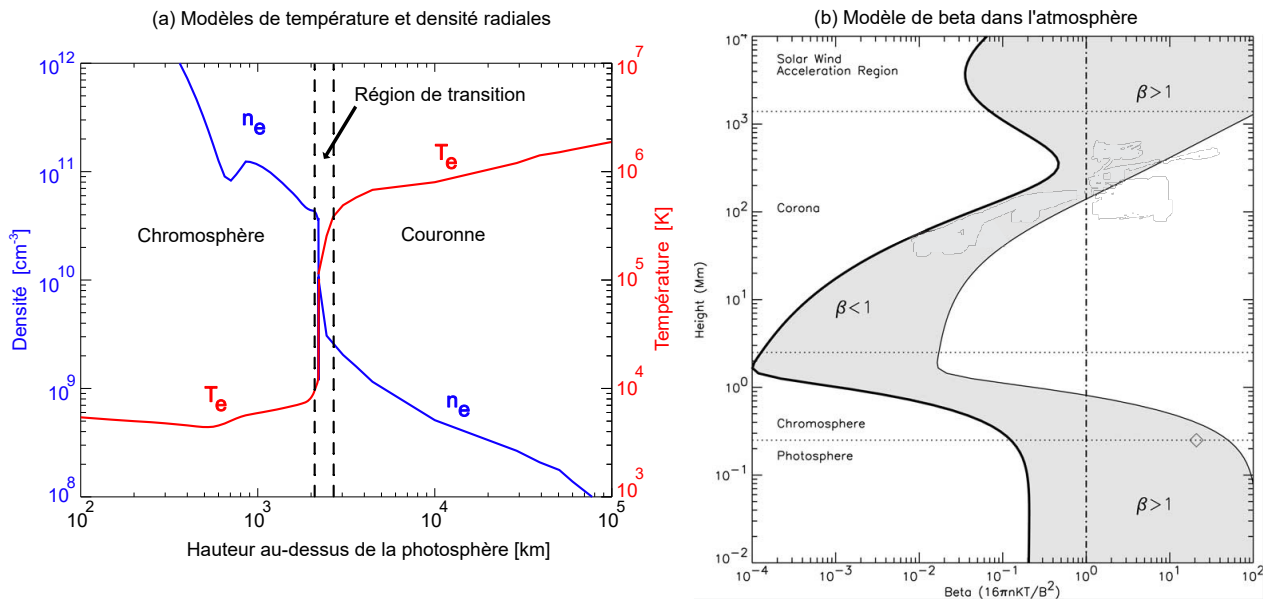 (a) Modèles de température et densité radiales
10^12
10^11
10^10
10^9
10^8
Densité [cm^-3]
n_e
T_e
Région de transition
T_e
Chromosphère
Couronne
n_e
10^7
10^6
10^5
10^4
10^3
Température [K]
10^2
10^3
10^4
10^5
Hauteur au-dessus de la photosphère [km]
(b) Modèle de beta dans l'atmosphère
10^4
10^3
10^2
10^1
10^0
10^-1
10^-2
Height (Mm)
Solar Wind
Acceleration Region
β>1
Corona
β<1
Chromosphere
Photosphere
β>1
10^-4
10^-3
10^-2
10^-1
10^0
10^1
10^2
Beta (16πnKT/B^2)